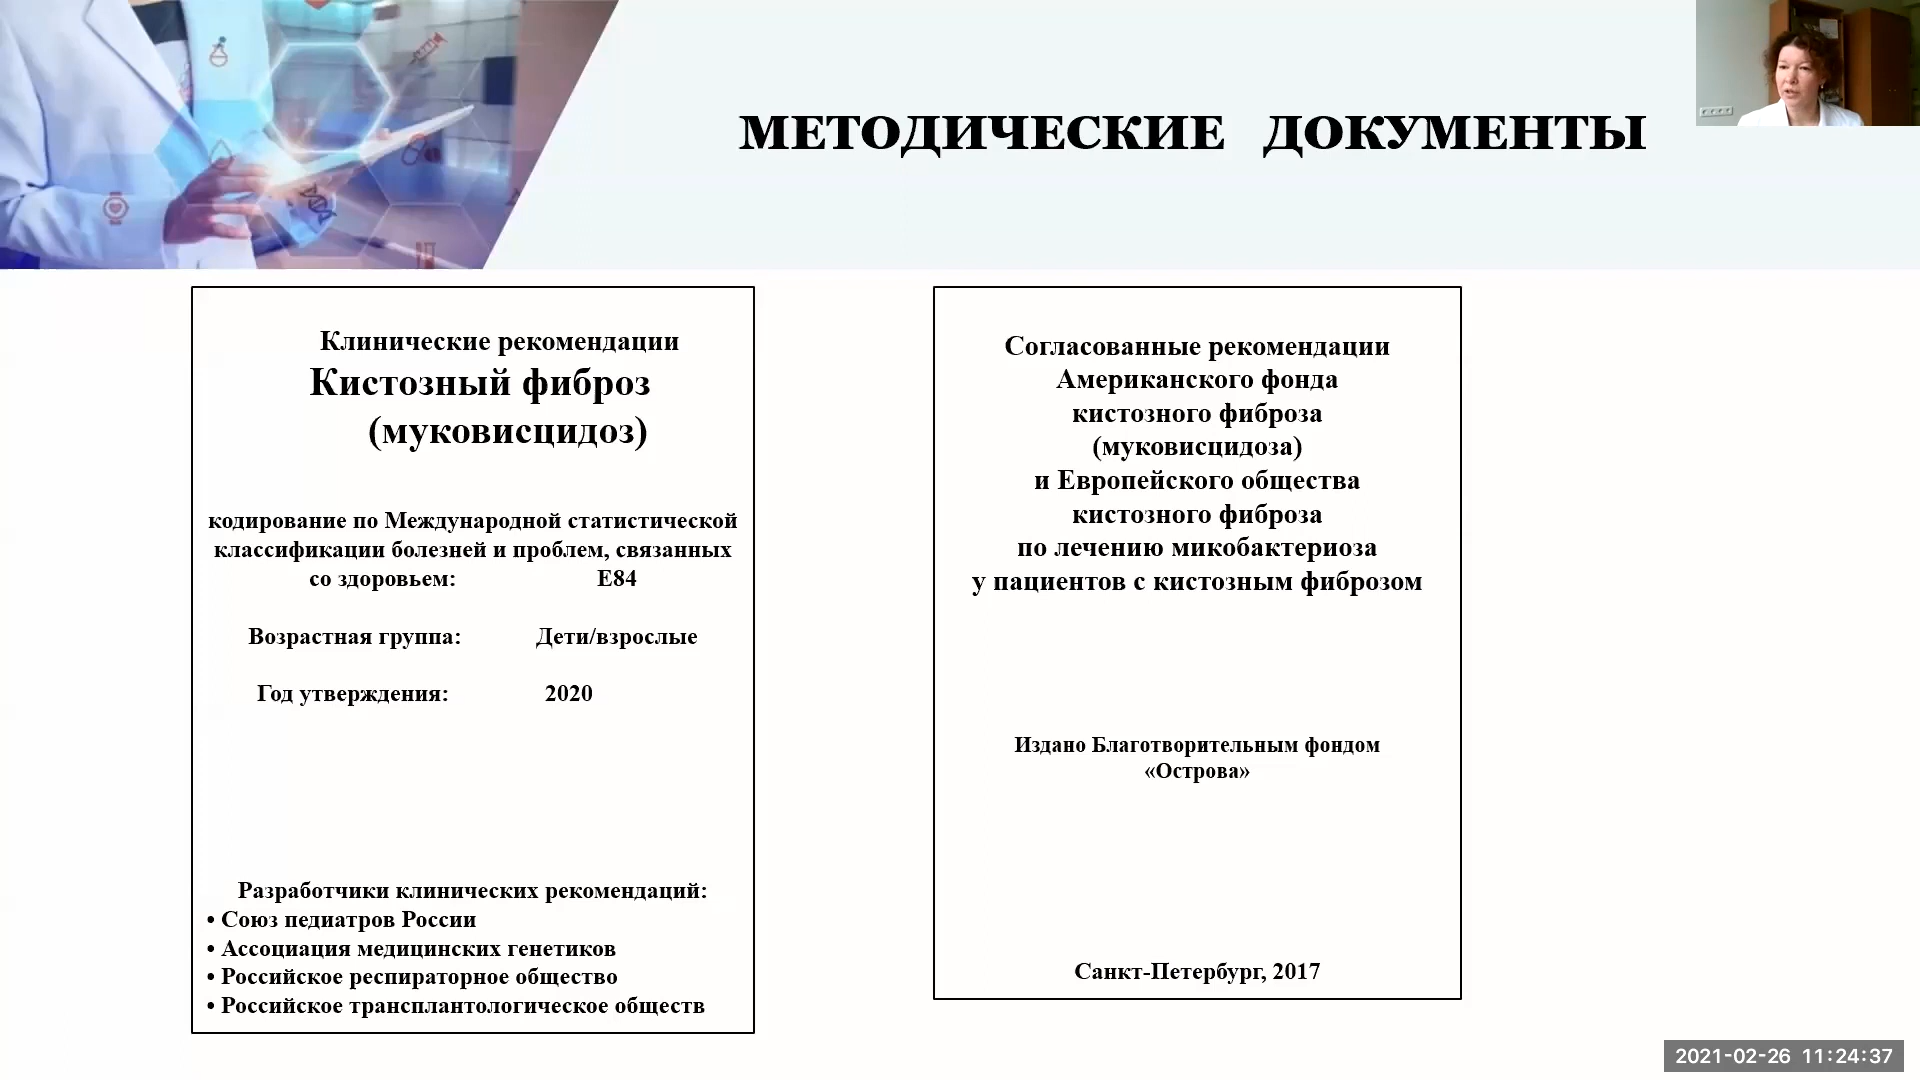 МЕТОДИЧЕСКИЕ ДОКУМЕНТЫ
Клинические рекомендации
Кистозный фиброз
(муковисцидоз)
кодирование по Международной статистической
классификации болезней и проблем, связанных
со здоровьем: E84
Возрастная группа: Дети/взрослые
Год утверждения: 2020
Разработчики клинических рекомендаций:
• Союз педиатров России
• Ассоциация медицинских генетиков
• Российское респираторное общество
• Российское трансплантологическое обществ
Согласованные рекомендации
Американского фонда
кистозного фиброза
(муковисцидоза)
и Европейского общества
кистозного фиброза
по лечению микобактериоза
у пациентов с кистозным фиброзом
Издано Благотворительным фондом
«Острова»
Санкт-Петербург, 2017
2021-02-26 11:24:37